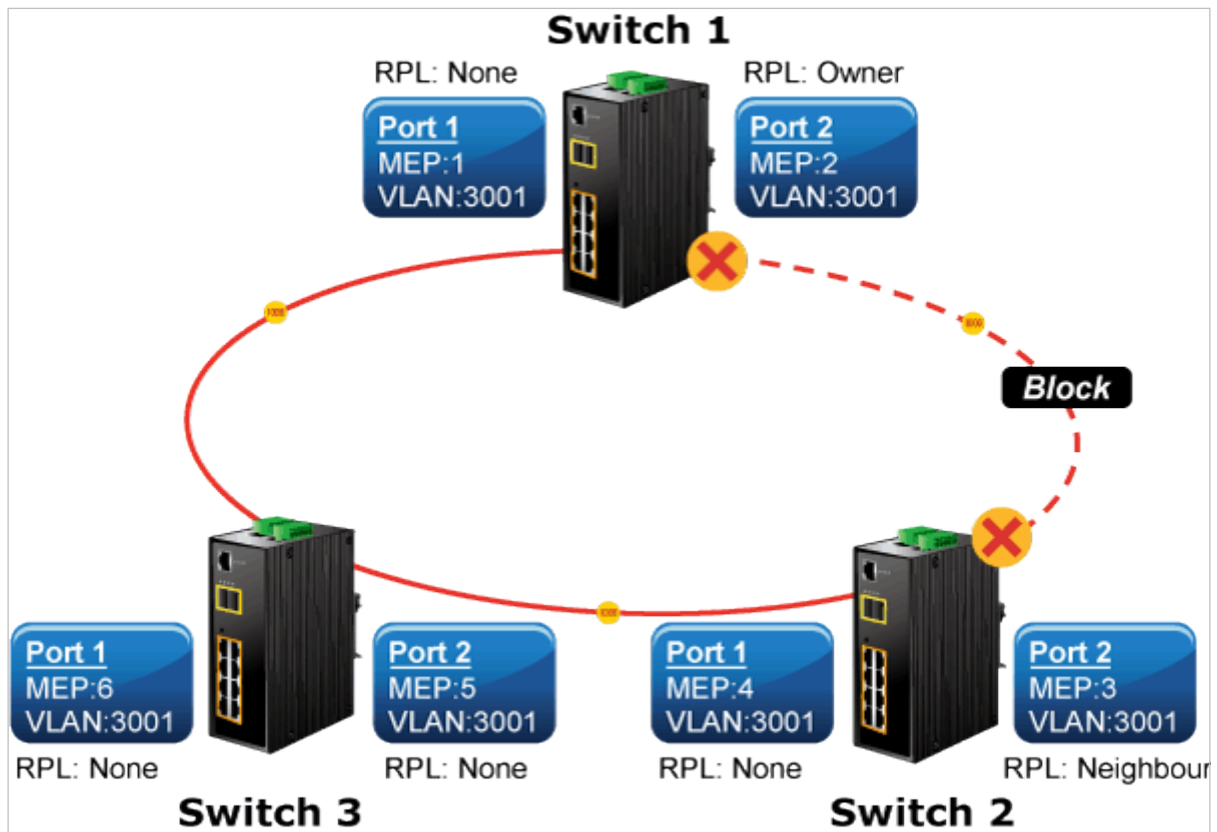 Switch 1
RPL: None
RPL: Owner
Port 1
MEP:1
VLAN:3001
Port 2
MEP:2
VLAN:3001
Block
Port 1
MEP:6
VLAN:3001
Port 2
MEP:5
VLAN:3001
Port 1
MEP:4
VLAN:3001
Port 2
MEP:3
VLAN:3001
RPL: None
RPL: None
RPL: None
RPL: Neighbour
Switch 3
Switch 2